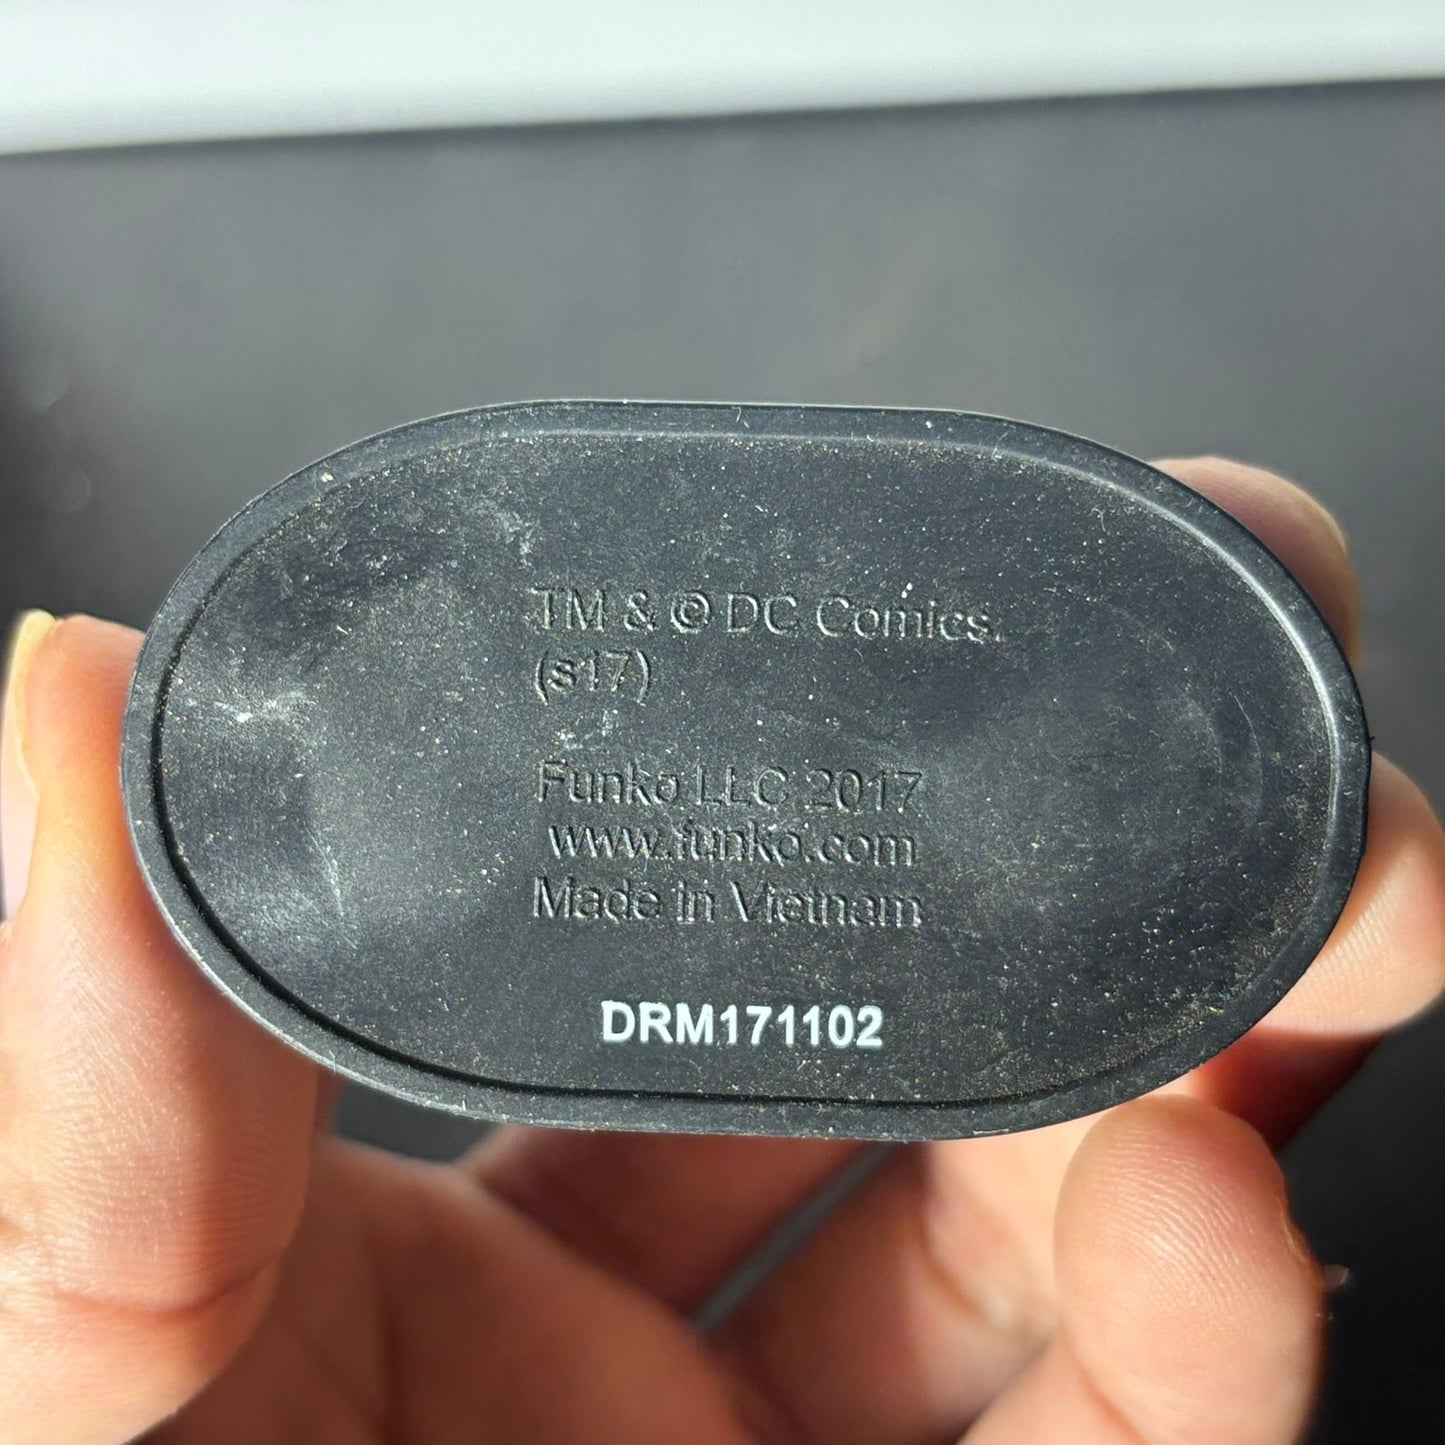 TM & © DC Comics.
(s17)
Funko LLC 2017
www.funko.com
Made in Vietnam
DRM171102